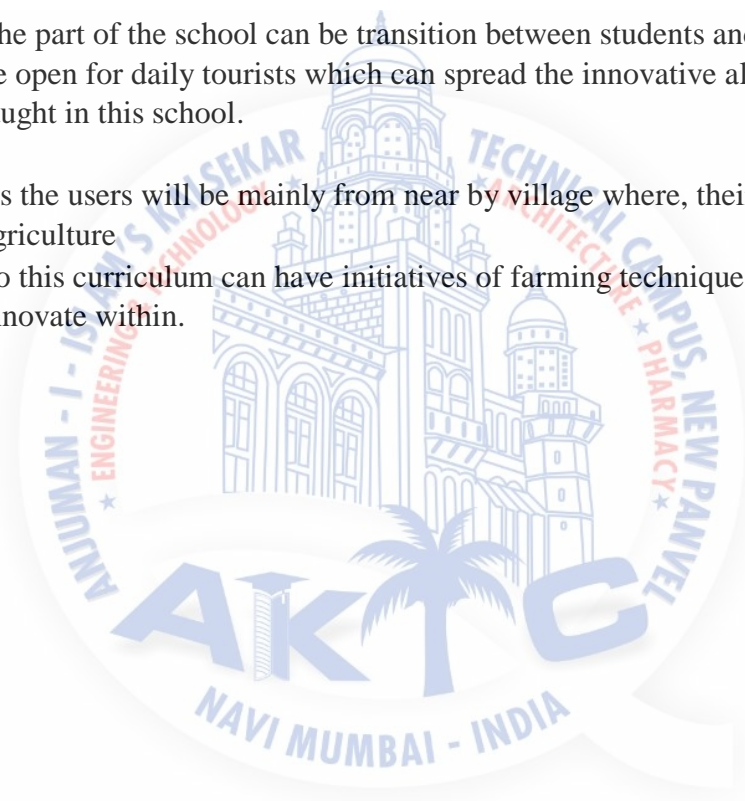 he part of the school can be transition between students and
e open for daily tourists which can spread the innovative al
ught in this school.
s the users will be mainly from near by village where, thei
griculture
o this curriculum can have initiatives of farming technique
nnovate within.
ANJUMAN - I - ISLAM'S KALSEKAR TECHNICAL CAMPUS, NEW PANVEL
★ ENGINEERING & TECHNOLOGY ★ ARCHITECTURE ★ PHARMACY ★
AKTC
NAVI MUMBAI - INDIA